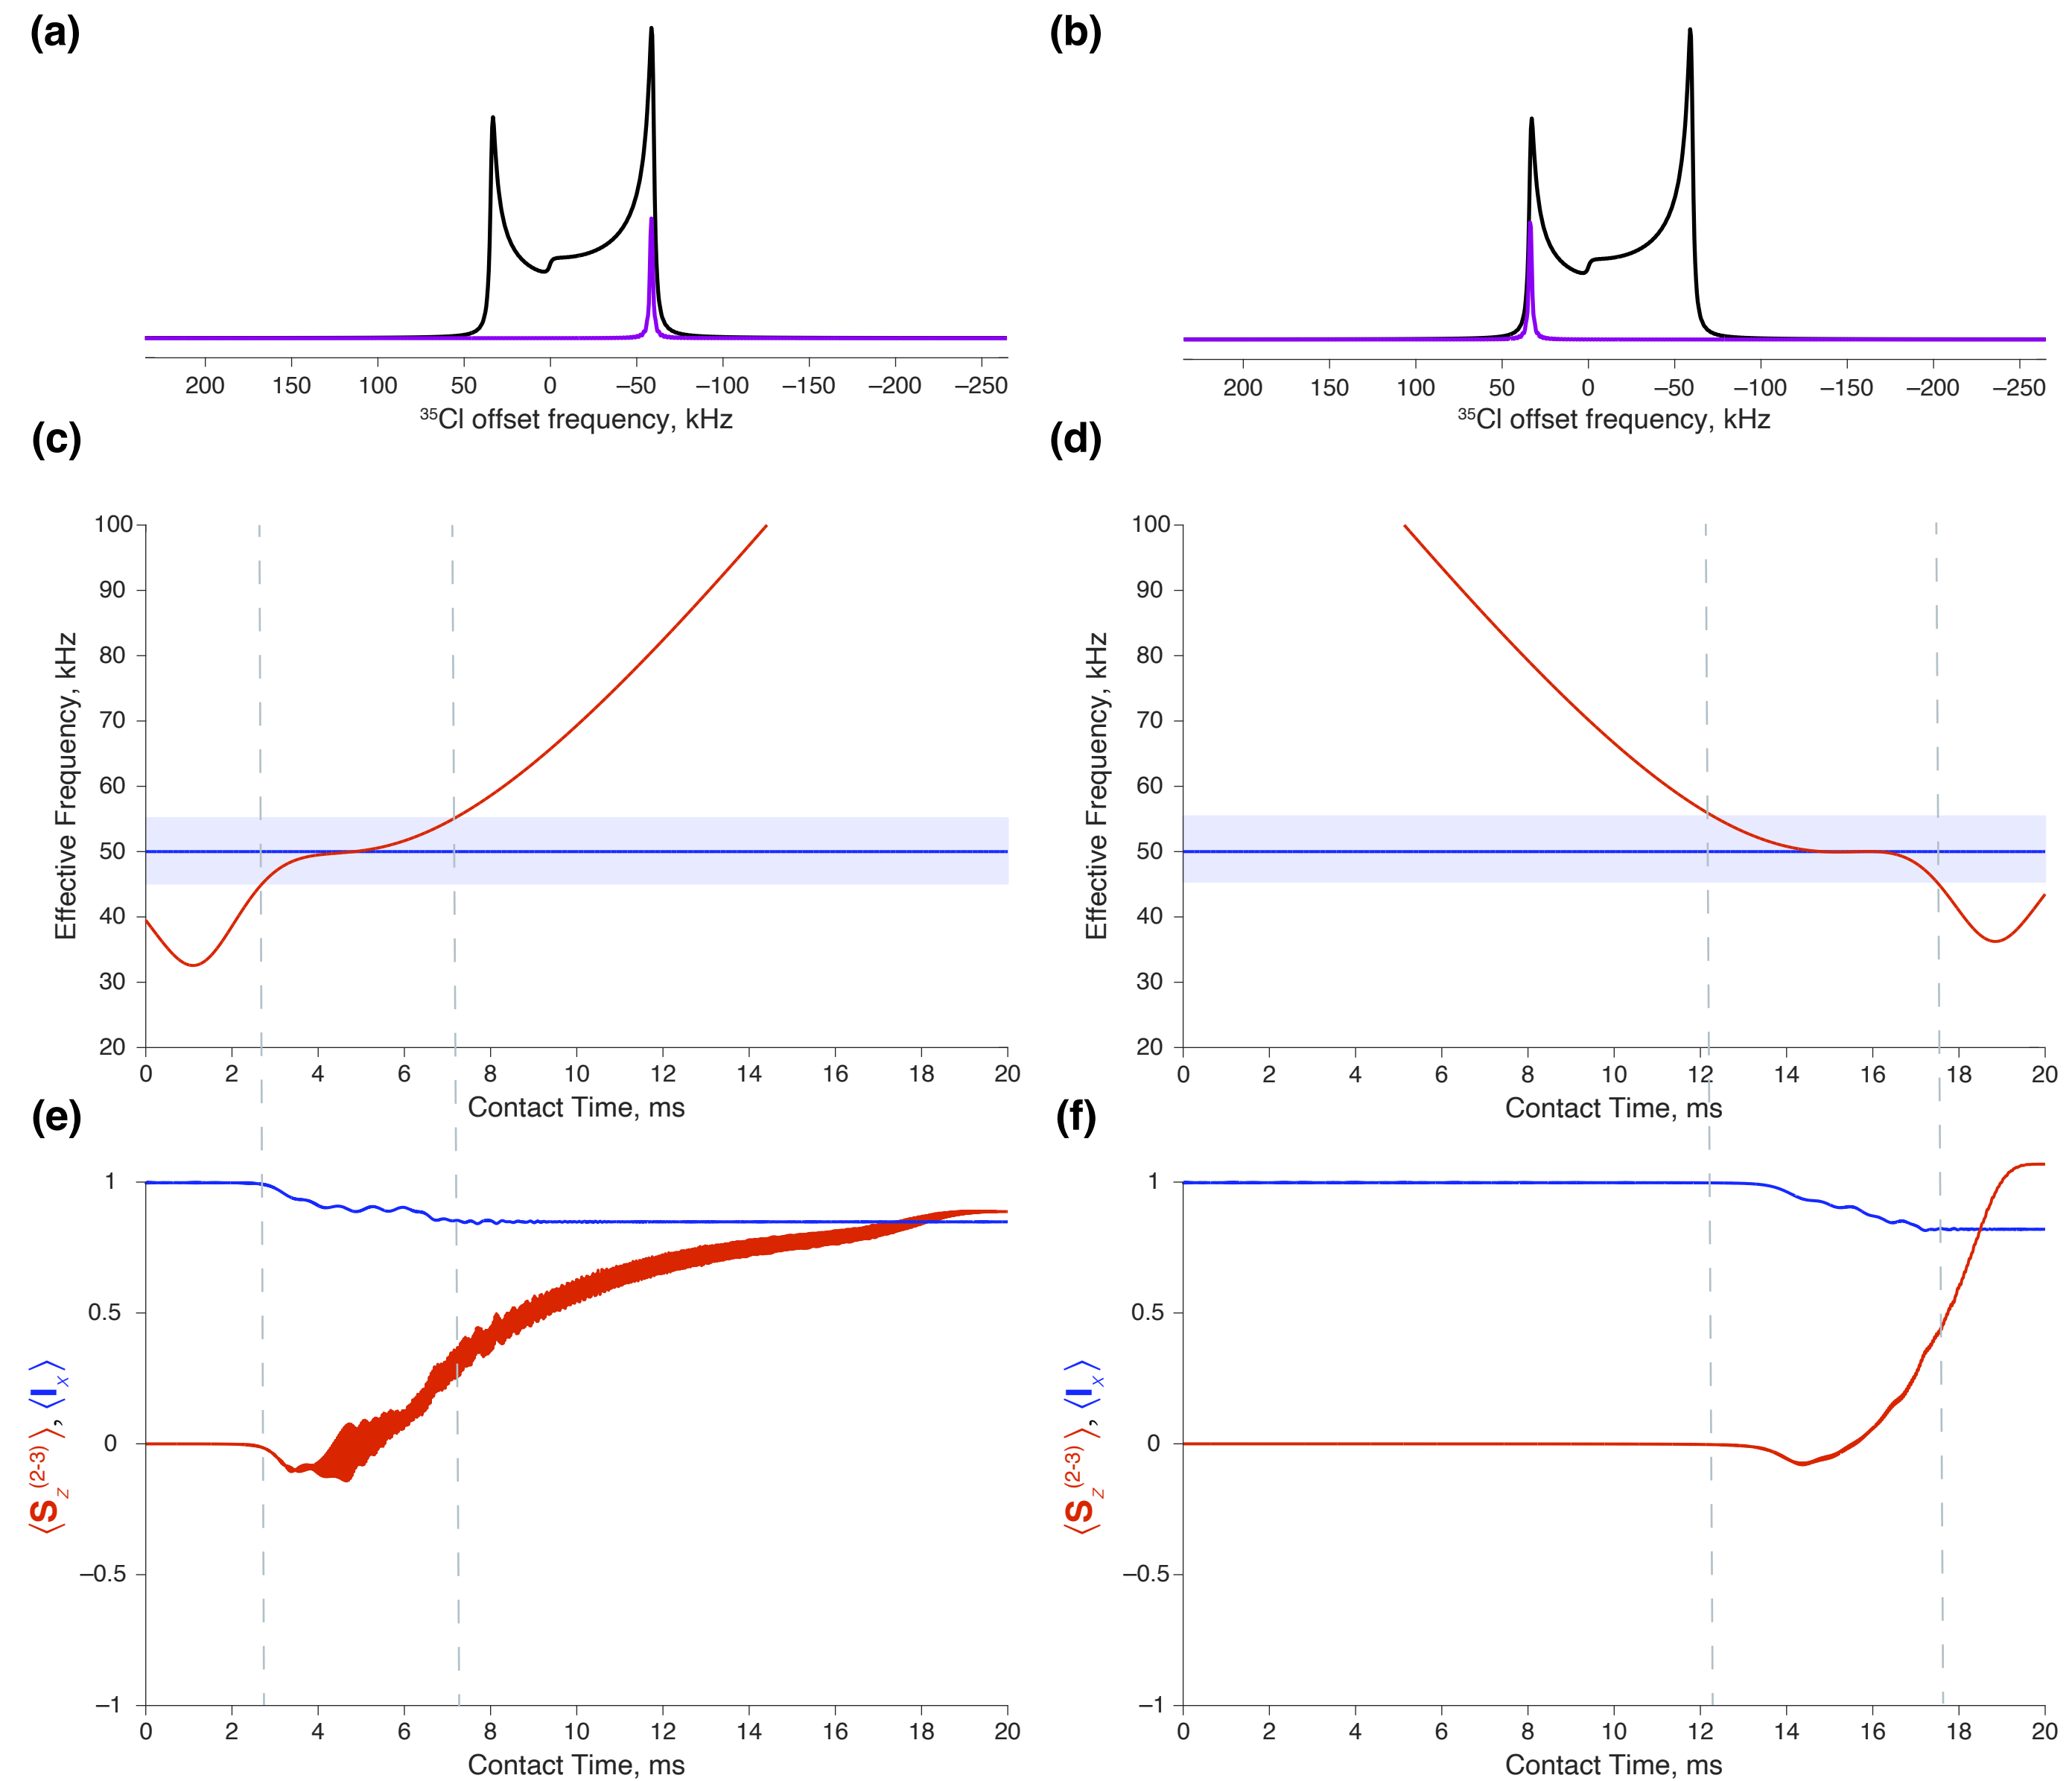 (a)
(b)
200 150 100 50 0 –50 –100 –150 –200 –250
35Cl offset frequency, kHz
200 150 100 50 0 –50 –100 –150 –200 –250
35Cl offset frequency, kHz
(c)
(d)
Effective Frequency, kHz
100
90
80
70
60
50
40
30
20
0 2 4 6 8 10 12 14 16 18 20
Contact Time, ms
Effective Frequency, kHz
100
90
80
70
60
50
40
30
20
0 2 4 6 8 10 12 14 16 18 20
Contact Time, ms
(e)
(f)
⟨Sz(2-3)⟩, ⟨Ix⟩
1
0.5
0
–0.5
–1
0 2 4 6 8 10 12 14 16 18 20
Contact Time, ms
⟨Sz(2-3)⟩, ⟨Ix⟩
1
0.5
0
–0.5
–1
0 2 4 6 8 10 12 14 16 18 20
Contact Time, ms